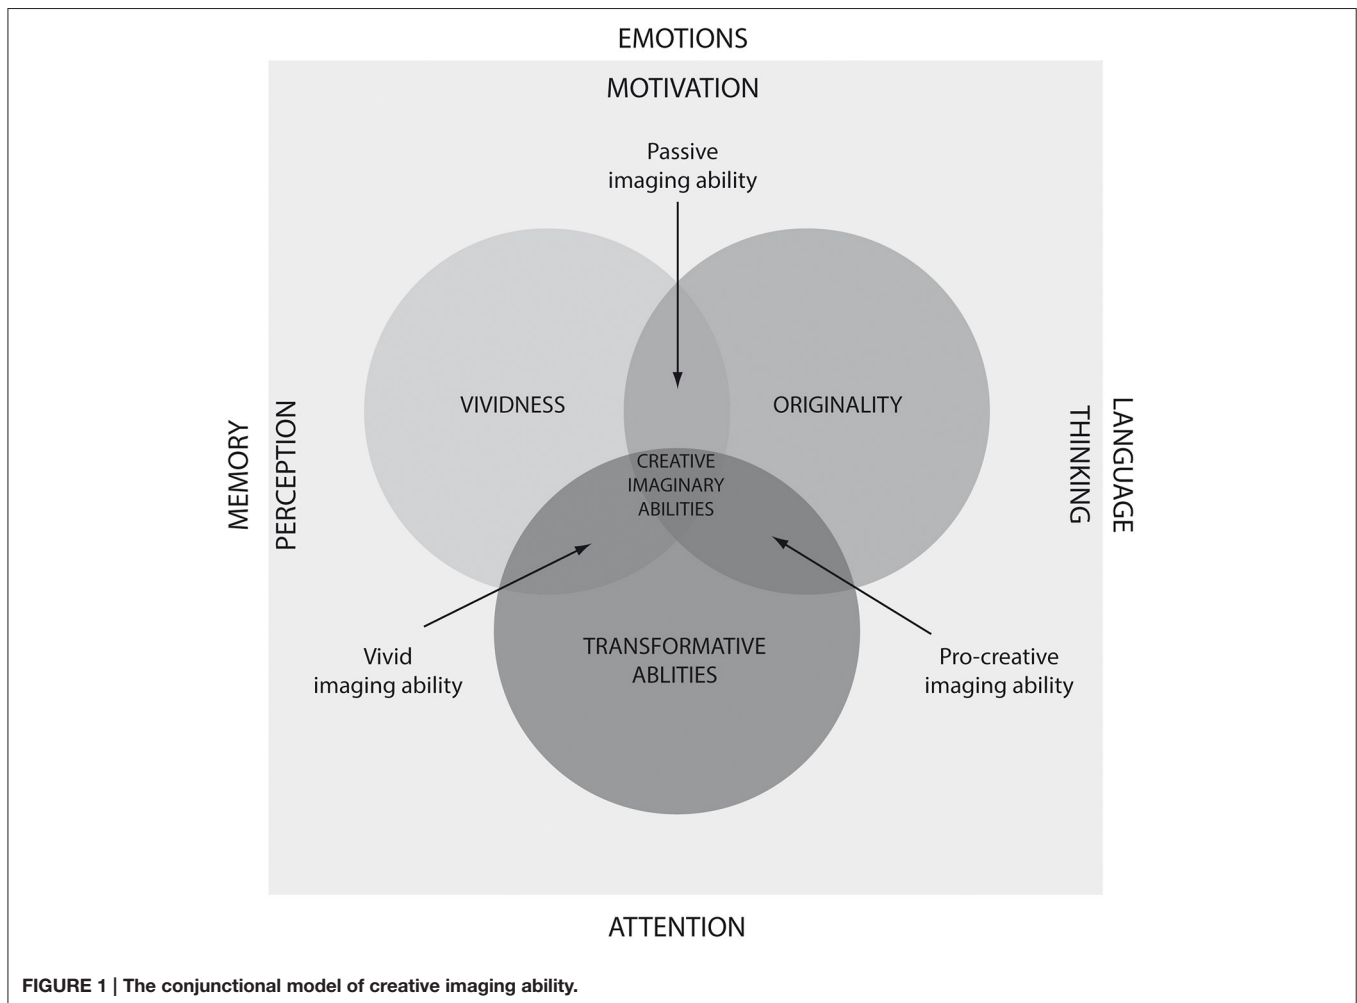 EMOTIONS
MOTIVATION
Passive
imaging ability
VIVIDNESS
ORIGINALITY
MEMORY
PERCEPTION
THINKING
LANGUAGE
CREATIVE
IMAGINARY
ABILITIES
TRANSFORMATIVE
ABLITIES
Vivid
imaging ability
Pro-creative
imaging ability
ATTENTION
FIGURE 1 | The conjunctional model of creative imaging ability.